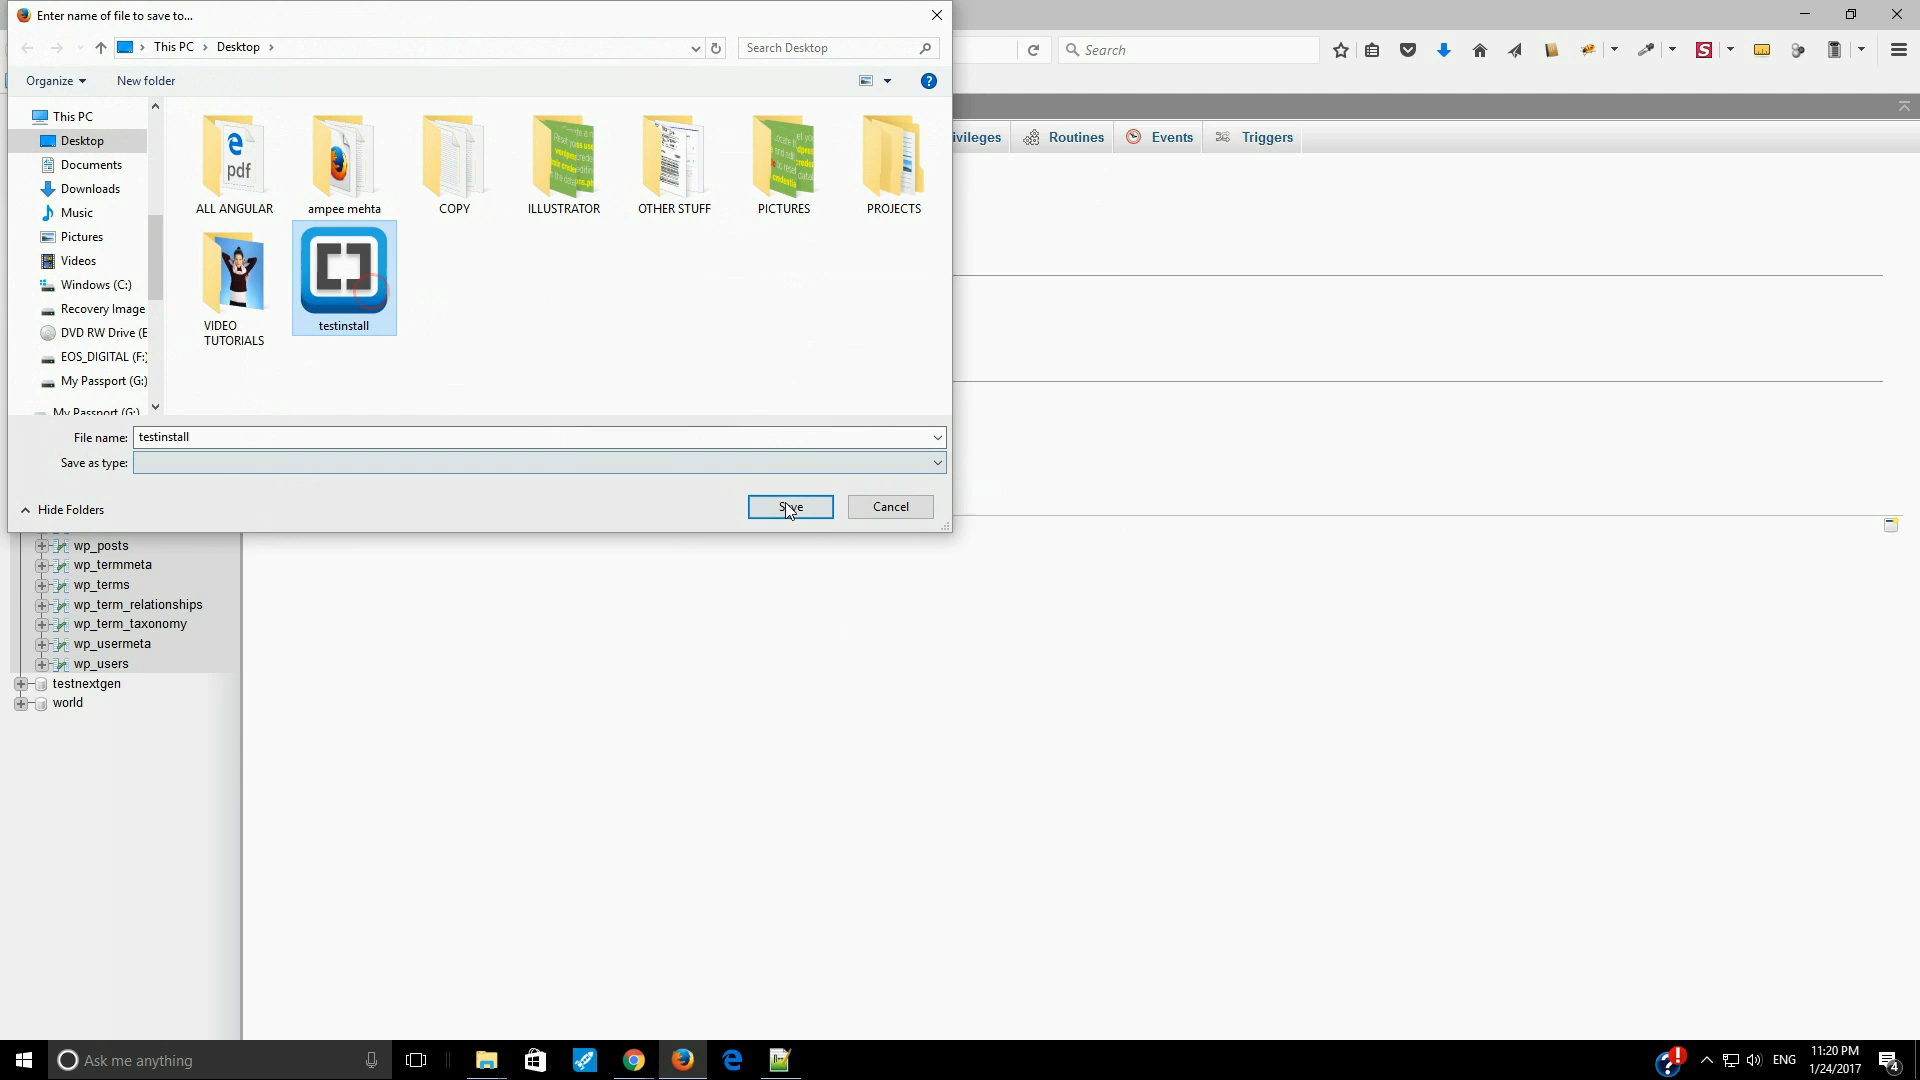 Enter name of file to save to...
This PC
Desktop
Search Desktop
Search
Organize
New folder
This PC
Desktop
Documents
Downloads
Music
Pictures
Videos
Windows (C:)
Recovery Image
DVD RW Drive (E
EOS_DIGITAL (F:)
My Passport (G:)
My Passport (G:)
pdf
ALL ANGULAR
ampee mehta
COPY
ILLUSTRATOR
OTHER STUFF
PICTURES
PROJECTS
VIDEO
TUTORIALS
testinstall
ivileges
Routines
Events
Triggers
File name: testinstall
Save as type:
Hide Folders
Save
Cancel
wp_posts
wp_termmeta
wp_terms
wp_term_relationships
wp_term_taxonomy
wp_usermeta
wp_users
testnextgen
world
Ask me anything
ENG
11:20 PM
1/24/2017
4